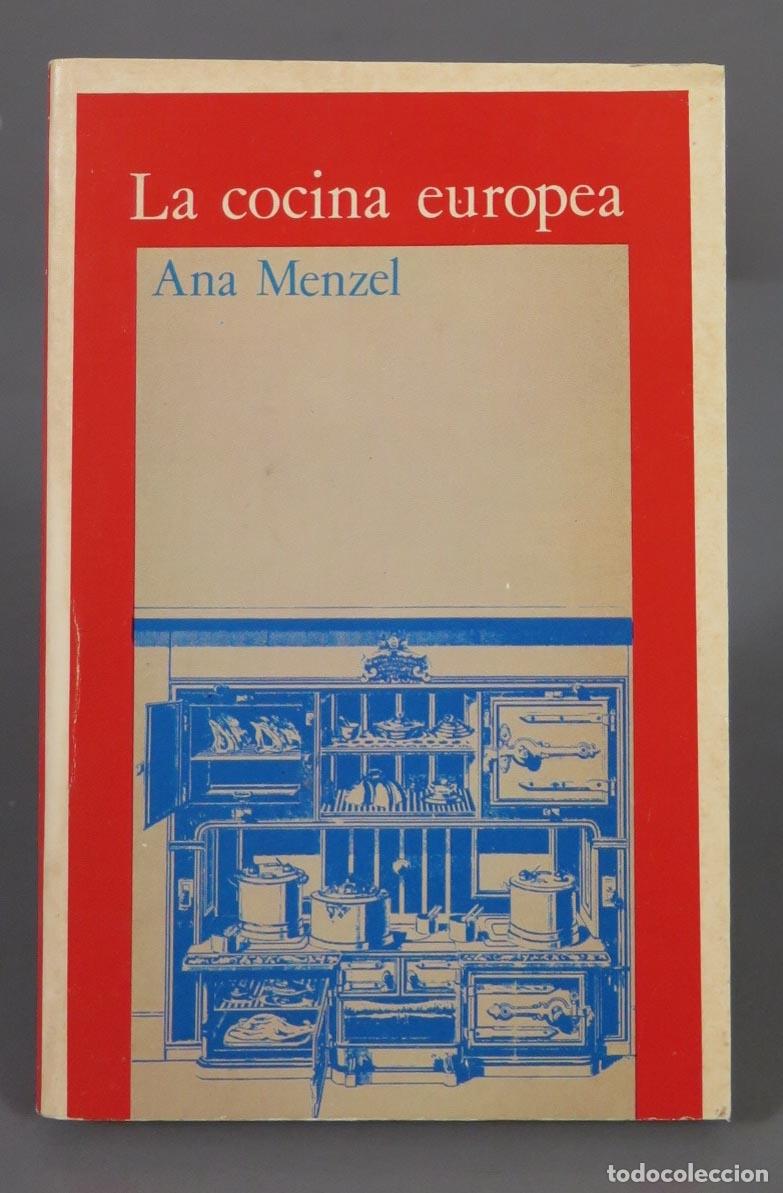 La cocina europea
Ana Menzel
todocoleccion